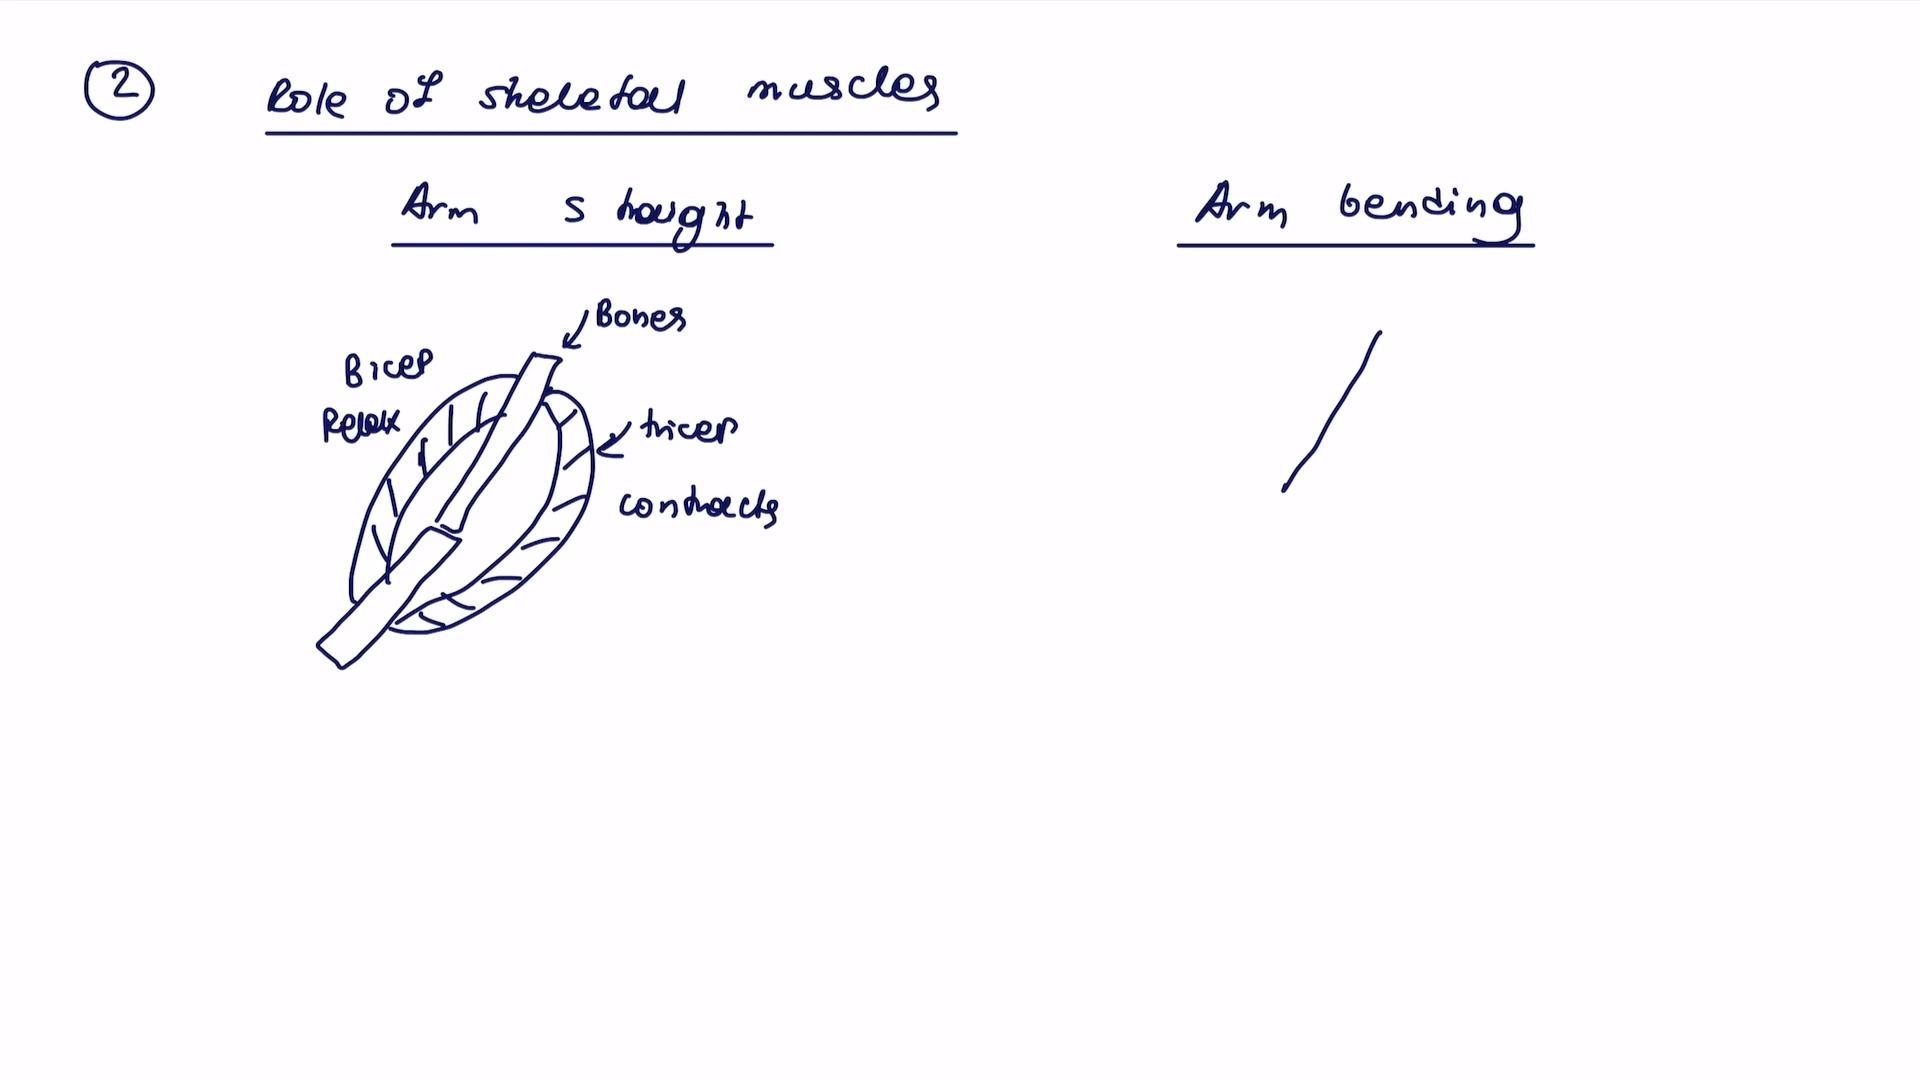 2 Role of skeletal muscles
Arm straight
Arm bending
Bones
Bicep
Relax
tricep
contracts